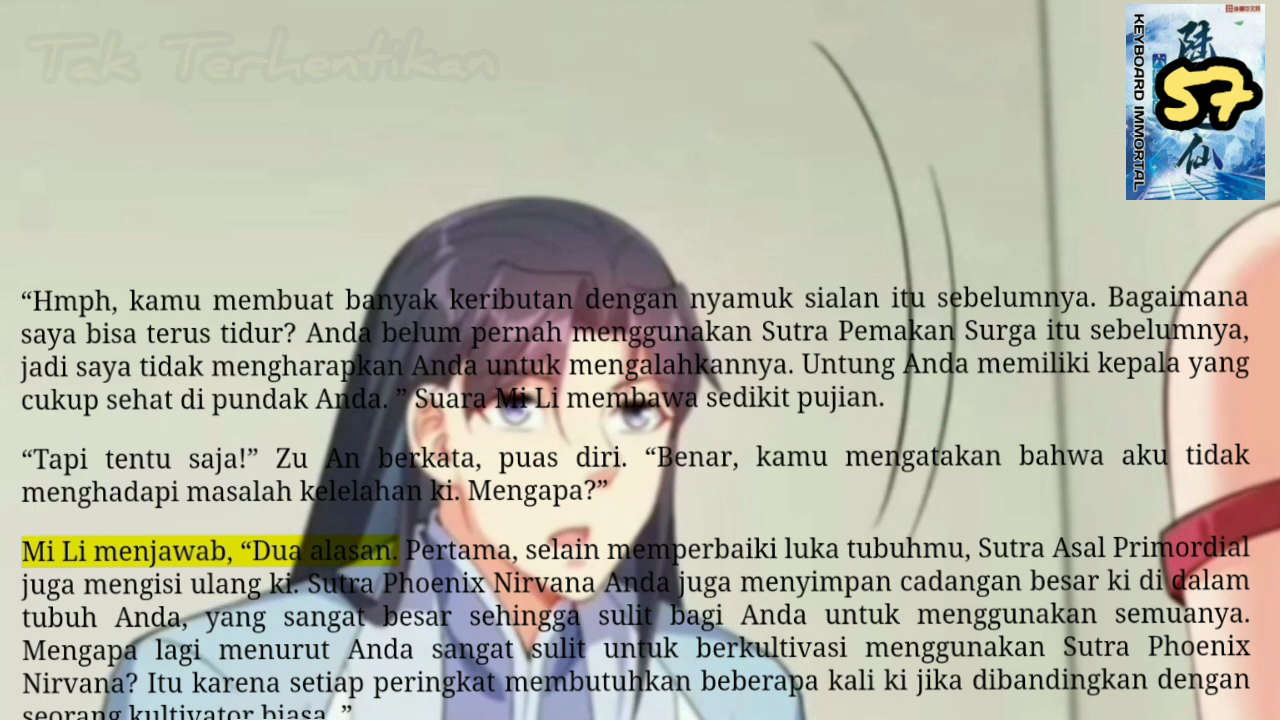 Tak Terhentikan
KEYBOARD IMMORTAL
57
仙
“Hmph, kamu membuat banyak keributan dengan nyamuk sialan itu sebelumnya. Bagaimana
saya bisa terus tidur? Anda belum pernah menggunakan Sutra Pemakan Surga itu sebelumnya,
jadi saya tidak mengharapkan Anda untuk mengalahkannya. Untung Anda memiliki kepala yang
cukup sehat di pundak Anda. ” Suara Mi Li membawa sedikit pujian.
“Tapi tentu saja!” Zu An berkata, puas diri. “Benar, kamu mengatakan bahwa aku tidak
menghadapi masalah kelelahan ki. Mengapa?”
Mi Li menjawab, “Dua alasan. Pertama, selain memperbaiki luka tubuhmu, Sutra Asal Primordial
juga mengisi ulang ki. Sutra Phoenix Nirvana Anda juga menyimpan cadangan besar ki di dalam
tubuh Anda, yang sangat besar sehingga sulit bagi Anda untuk menggunakan semuanya.
Mengapa lagi menurut Anda sangat sulit untuk berkultivasi menggunakan Sutra Phoenix
Nirvana? Itu karena setiap peringkat membutuhkan beberapa kali ki jika dibandingkan dengan
seorang kultivator biasa. ”